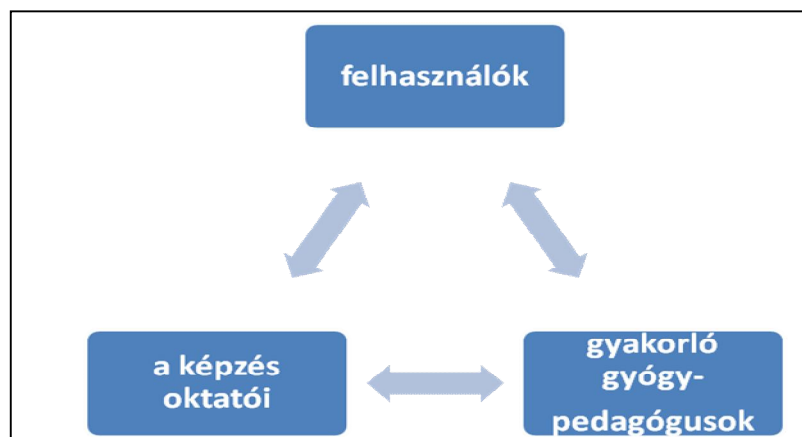 felhasználók
a képzés
oktatói
gyakorló
gyógy-
pedagógusok